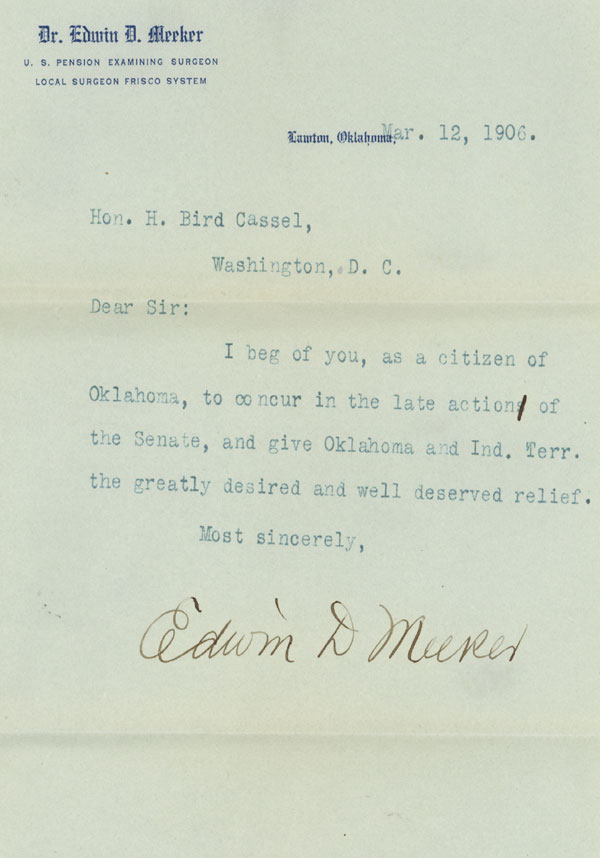 Dr. Edwin D. Meeker
U. S. PENSION EXAMINING SURGEON
LOCAL SURGEON FRISCO SYSTEM
Lawton, Oklahoma, Mar. 12, 1906.
Hon. H. Bird Cassel,
Washington, D. C.
Dear Sir:
I beg of you, as a citizen of
Oklahoma, to concur in the late action of
the Senate, and give Oklahoma and Ind. Terr.
the greatly desired and well deserved relief.
Most sincerely,
Edwin D Meeker